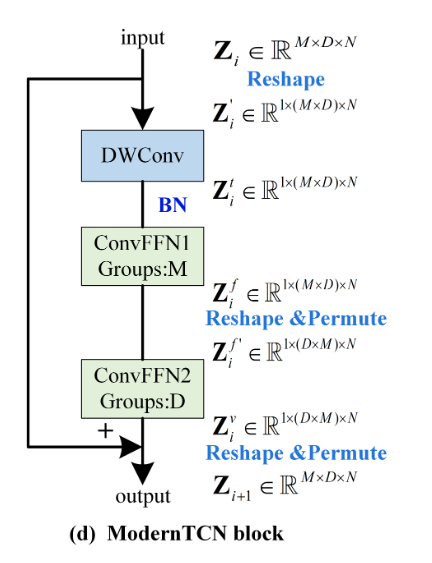 input
Z_i ∈ ℝ^{M×D×N}
Reshape
Z_i^' ∈ ℝ^{1×(M×D)×N}
DWConv
Z_i^t ∈ ℝ^{1×(M×D)×N}
BN
ConvFFN1
Groups:M
Z_i^f ∈ ℝ^{1×(M×D)×N}
Reshape &Permute
Z_i^{f'} ∈ ℝ^{1×(D×M)×N}
ConvFFN2
Groups:D
+
Z_i^v ∈ ℝ^{1×(D×M)×N}
Reshape &Permute
output
Z_{i+1} ∈ ℝ^{M×D×N}
(d) ModernTCN block